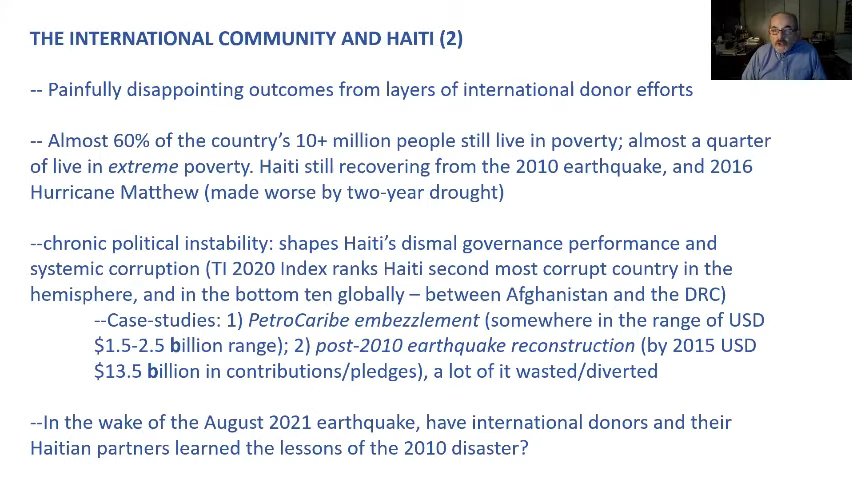 THE INTERNATIONAL COMMUNITY AND HAITI (2)
-- Painfully disappointing outcomes from layers of international donor efforts
-- Almost 60% of the country's 10+ million people still live in poverty; almost a quarter
of live in extreme poverty. Haiti still recovering from the 2010 earthquake, and 2016
Hurricane Matthew (made worse by two-year drought)
--chronic political instability: shapes Haiti's dismal governance performance and
systemic corruption (TI 2020 Index ranks Haiti second most corrupt country in the
hemisphere, and in the bottom ten globally – between Afghanistan and the DRC)
--Case-studies: 1) PetroCaribe embezzlement (somewhere in the range of USD
$1.5-2.5 billion range); 2) post-2010 earthquake reconstruction (by 2015 USD
$13.5 billion in contributions/pledges), a lot of it wasted/diverted
--In the wake of the August 2021 earthquake, have international donors and their
Haitian partners learned the lessons of the 2010 disaster?